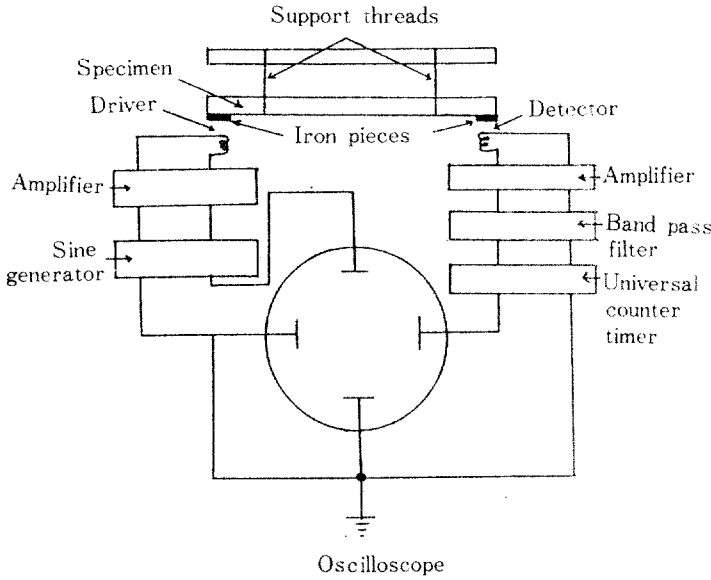 Support threads
Specimen
Driver
Iron pieces
Detector
Amplifier
Amplifier
Sine
generator
Band pass
filter
Universal
counter
timer
Oscilloscope